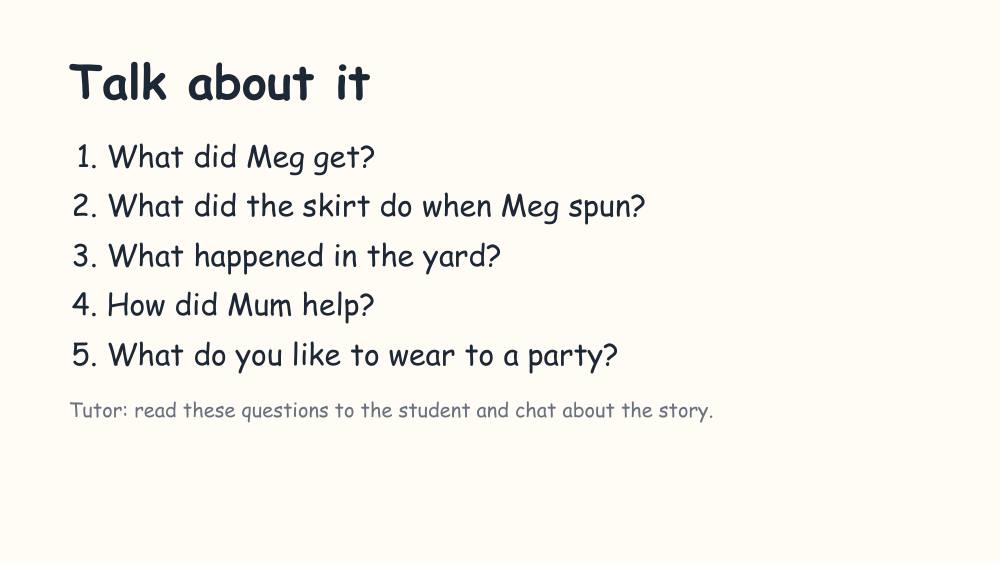 Talk about it
1. What did Meg get?
2. What did the skirt do when Meg spun?
3. What happened in the yard?
4. How did Mum help?
5. What do you like to wear to a party?
Tutor: read these questions to the student and chat about the story.